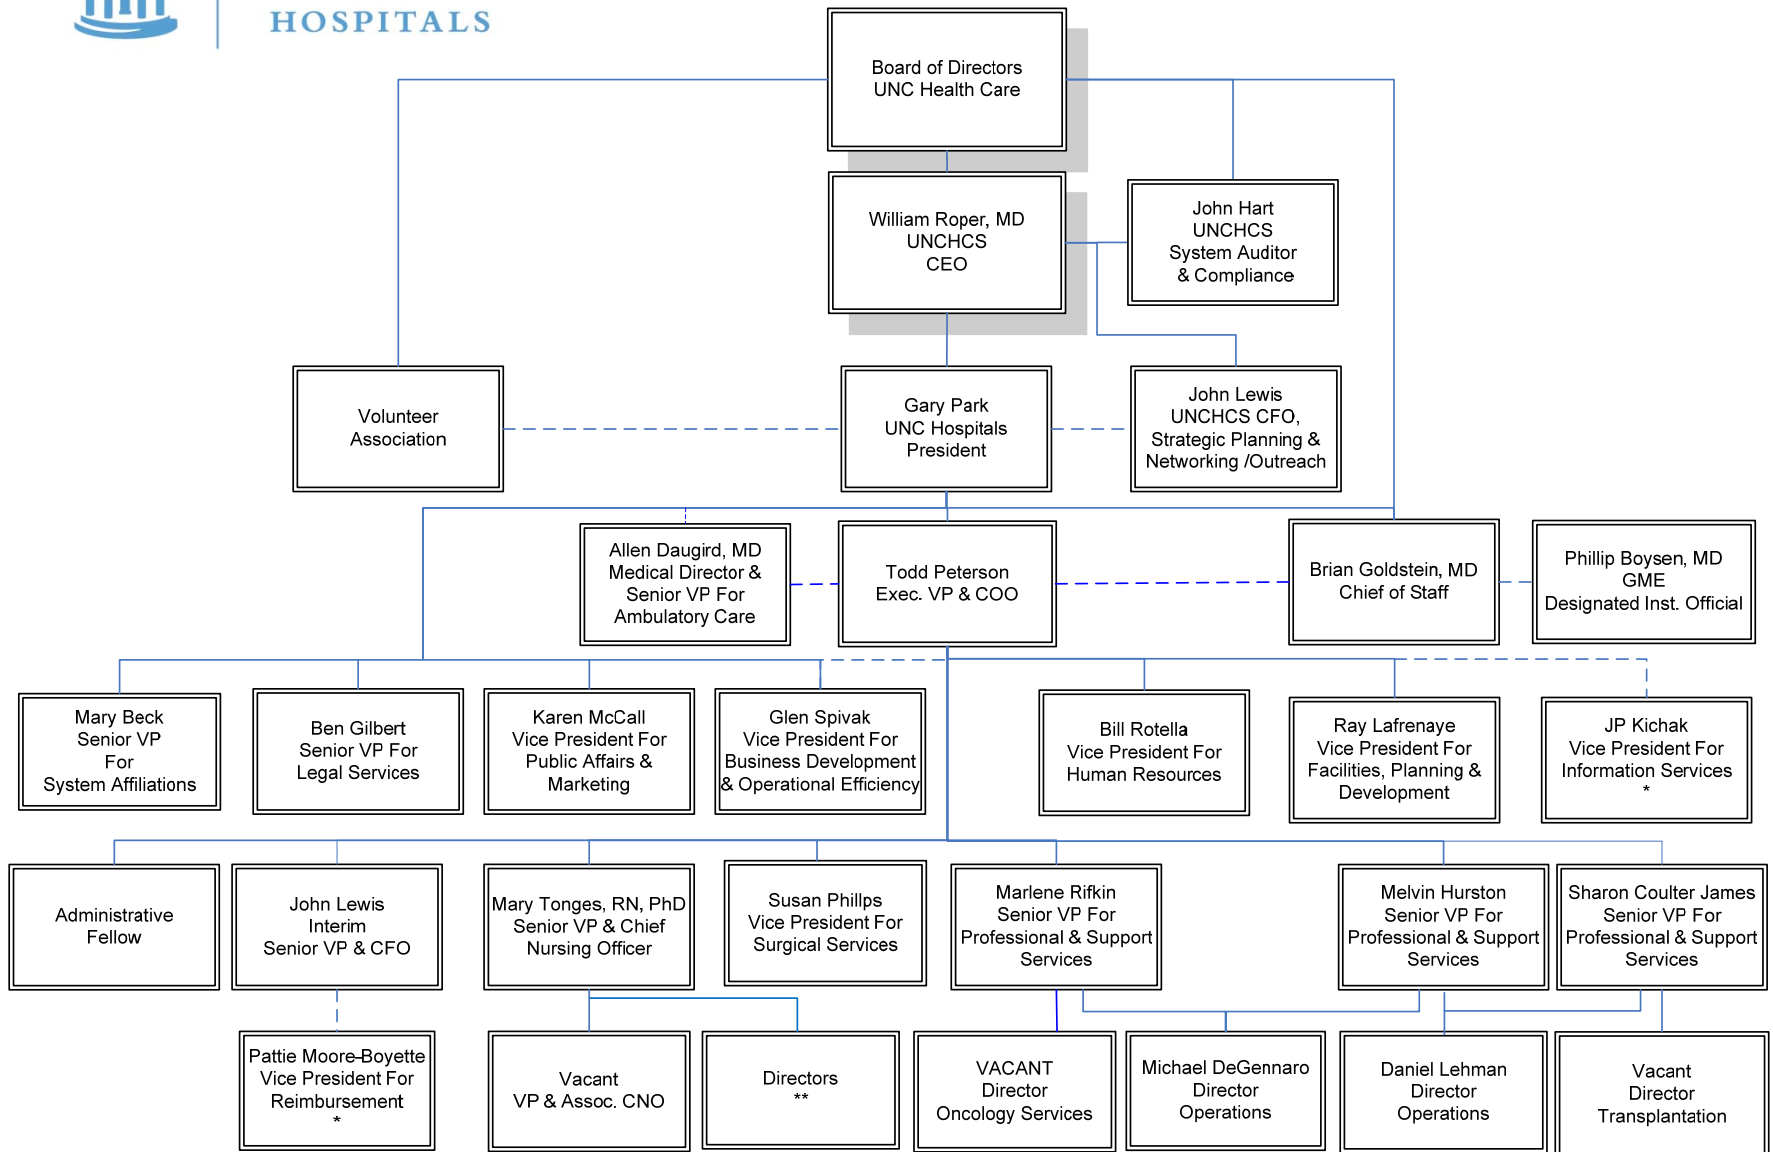 HOSPITALS
Board of Directors
UNC Health Care
William Roper, MD
UNCHCS
CEO
John Hart
UNCHCS
System Auditor
& Compliance
Volunteer
Association
Gary Park
UNC Hospitals
President
John Lewis
UNCHCS CFO,
Strategic Planning &
Networking /Outreach
Allen Daugird, MD
Medical Director &
Senior VP For
Ambulatory Care
Todd Peterson
Exec. VP & COO
Brian Goldstein, MD
Chief of Staff
Phillip Boysen, MD
GME
Designated Inst. Official
Mary Beck
Senior VP
For
System Affiliations
Ben Gilbert
Senior VP For
Legal Services
Karen McCall
Vice President For
Public Affairs &
Marketing
Glen Spivak
Vice President For
Business Development
& Operational Efficiency
Bill Rotella
Vice President For
Human Resources
Ray Lafrenaye
Vice President For
Facilities, Planning &
Development
JP Kichak
Vice President For
Information Services
*
Administrative
Fellow
John Lewis
Interim
Senior VP & CFO
Mary Tonges, RN, PhD
Senior VP & Chief
Nursing Officer
Susan Phillps
Vice President For
Surgical Services
Marlene Rifkin
Senior VP For
Professional & Support
Services
Melvin Hurston
Senior VP For
Professional & Support
Services
Sharon Coulter James
Senior VP For
Professional & Support
Services
Pattie Moore-Boyette
Vice President For
Reimbursement
*
Vacant
VP & Assoc. CNO
Directors
**
VACANT
Director
Oncology Services
Michael DeGennaro
Director
Operations
Daniel Lehman
Director
Operations
Vacant
Director
Transplantation